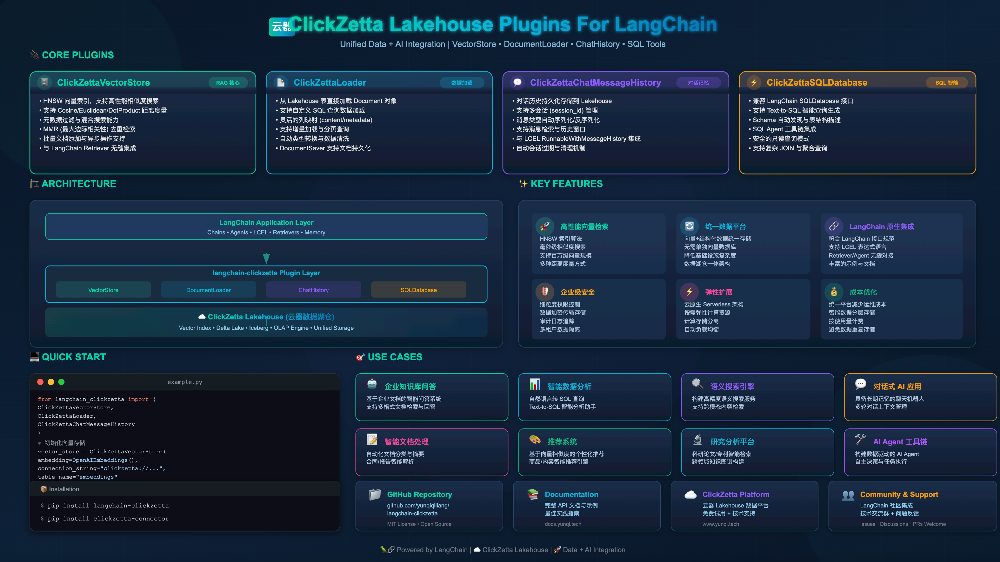 云器
ClickZetta Lakehouse Plugins For LangChain
Unified Data + AI Integration | VectorStore • DocumentLoader • ChatHistory • SQL Tools
CORE PLUGINS
ClickZettaVectorStore
RAG 核心
• HNSW 向量索引，支持高性能相似度搜索
• 支持 Cosine/Euclidean/DotProduct 距离度量
• 元数据过滤与混合搜索能力
• MMR (最大边际相关性) 去重检索
• 批量文档添加与异步操作支持
• 与 LangChain Retriever 无缝集成
ClickZettaLoader
数据加载
• 从 Lakehouse 表直接加载 Document 对象
• 支持自定义 SQL 查询数据加载
• 灵活的列映射 (content/metadata)
• 支持增量加载与分页查询
• 自动类型转换与数据清洗
• DocumentSaver 支持文档持久化
ClickZettaChatMessageHistory
对话记忆
• 对话历史持久化存储到 Lakehouse
• 支持多会话 (session_id) 管理
• 消息类型自动序列化/反序列化
• 支持消息检索与历史窗口
• 与 LCEL RunnableWithMessageHistory 集成
• 自动会话过期与清理机制
ClickZettaSQLDatabase
SQL 智能
• 兼容 LangChain SQLDatabase 接口
• 支持 Text-to-SQL 智能查询生成
• Schema 自动发现与表结构描述
• SQL Agent 工具链集成
• 安全的只读查询模式
• 支持复杂 JOIN 与聚合查询
ARCHITECTURE
LangChain Application Layer
Chains • Agents • LCEL • Retrievers • Memory
langchain-clickzetta Plugin Layer
VectorStore
DocumentLoader
ChatHistory
SQLDatabase
ClickZetta Lakehouse (云器数据湖仓)
Vector Index • Delta Lake • Iceberg • OLAP Engine • Unified Storage
KEY FEATURES
高性能向量检索
HNSW 索引算法
毫秒级相似度搜索
支持百万级向量规模
多种距离度量方式
统一数据平台
向量+结构化数据统一存储
无需单独向量数据库
降低基础设施复杂度
数据湖仓一体架构
LangChain 原生集成
符合 LangChain 接口规范
支持 LCEL 表达式语言
Retriever/Agent 无缝对接
丰富的示例与文档
企业级安全
细粒度权限控制
数据加密传输存储
审计日志追踪
多租户数据隔离
弹性扩展
云原生 Serverless 架构
按需弹性计算资源
计算存储分离
自动负载均衡
成本优化
统一平台减少运维成本
智能数据分层存储
按使用量计费
避免数据重复存储
QUICK START
example.py
from langchain_clickzetta import (
ClickZettaVectorStore,
ClickZettaLoader,
ClickZettaChatMessageHistory
)
# 初始化向量存储
vector_store = ClickZettaVectorStore(
embedding=OpenAIEmbeddings(),
connection_string="clickzetta://...",
table_name="embeddings"
Installation
$ pip install langchain-clickzetta
$ pip install clickzetta-connector
USE CASES
企业知识库问答
基于企业文档的智能问答系统
支持多格式文档检索与回答
智能数据分析
自然语言转 SQL 查询
Text-to-SQL 智能分析助手
语义搜索引擎
构建高精度语义搜索服务
支持跨模态内容检索
对话式 AI 应用
具备长期记忆的聊天机器人
多轮对话上下文管理
智能文档处理
自动化文档分类与摘要
合同/报告智能解析
推荐系统
基于向量相似度的个性化推荐
商品/内容智能推荐引擎
研究分析平台
科研论文/专利智能检索
跨领域知识图谱构建
AI Agent 工具链
构建数据驱动的 AI Agent
自主决策与任务执行
GitHub Repository
github.com/yunqiqiliang/
langchain-clickzetta
MIT License • Open Source
Documentation
完整 API 文档与示例
最佳实践指南
docs.yunqi.tech
ClickZetta Platform
云器 Lakehouse 数据平台
免费试用 + 技术支持
www.yunqi.tech
Community & Support
LangChain 社区集成
技术交流群 + 问题反馈
Issues · Discussions · PRs Welcome
Powered by LangChain | ClickZetta Lakehouse | Data + AI Integration